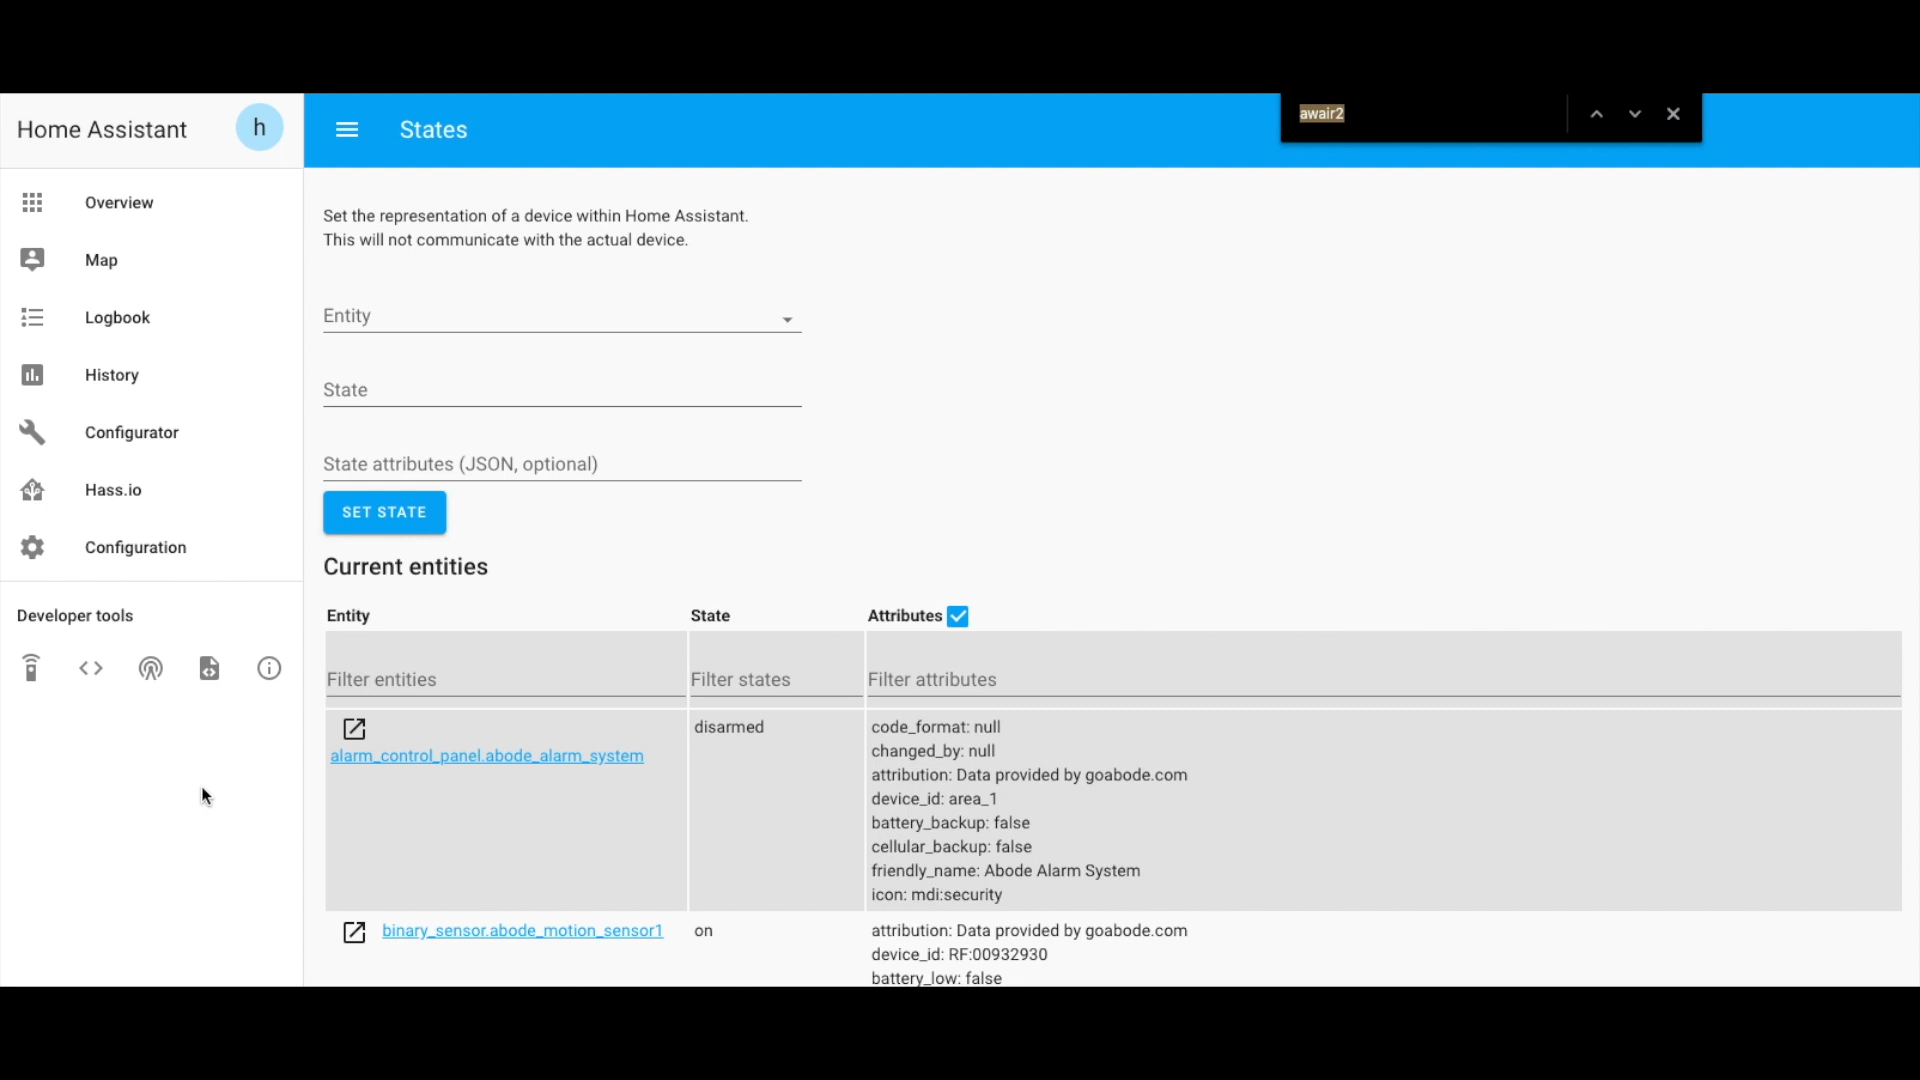 Home Assistant
h
States
awair2
Overview
Map
Logbook
History
Configurator
Hass.io
Configuration
Developer tools
Set the representation of a device within Home Assistant.
This will not communicate with the actual device.
Entity
State
State attributes (JSON, optional)
SET STATE
Current entities
Entity State Attributes
Filter entities Filter states Filter attributes
alarm_control_panel.abode_alarm_system
disarmed
code_format: null
changed_by: null
attribution: Data provided by goabode.com
device_id: area_1
battery_backup: false
cellular_backup: false
friendly_name: Abode Alarm System
icon: mdi:security
binary_sensor.abode_motion_sensor1
on
attribution: Data provided by goabode.com
device_id: RF:00932930
battery_low: false